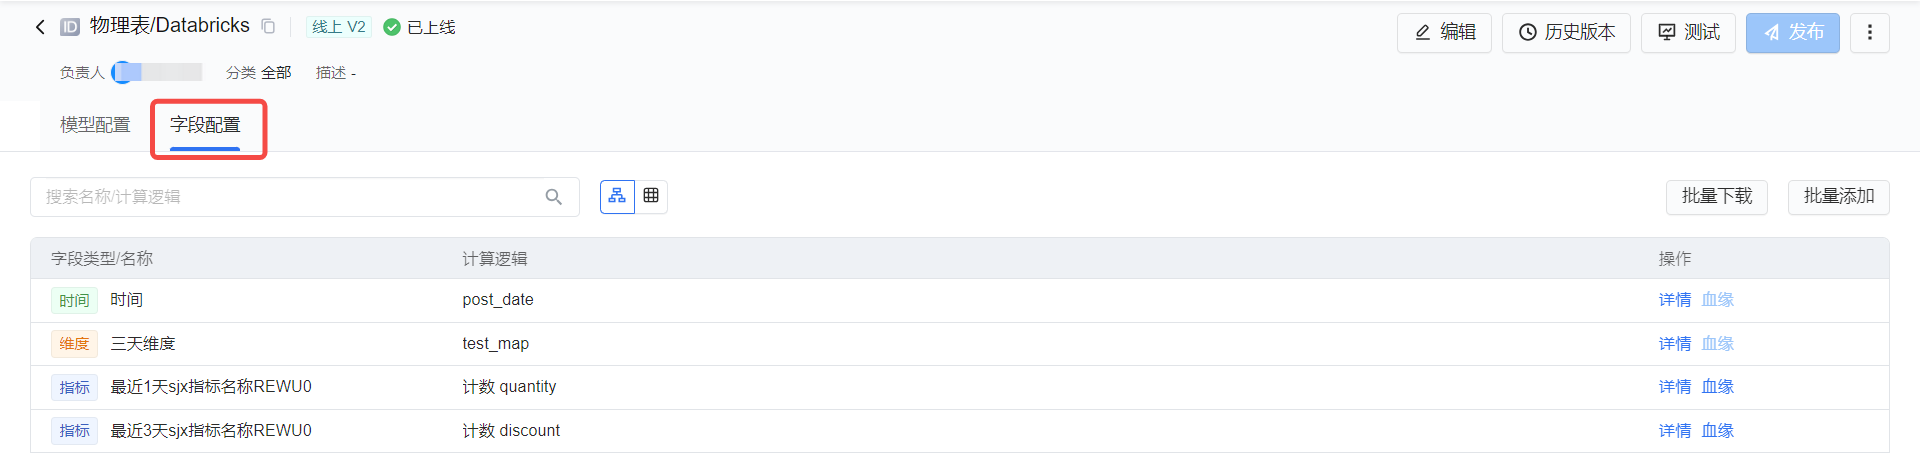 ID 物理表/Databricks 线上 V2 已上线 编辑 历史版本 测试 发布
负责人 分类 全部 描述 -
模型配置 字段配置
搜索名称/计算逻辑 批量下载 批量添加
字段类型/名称 计算逻辑 操作
时间 时间 post_date 详情 血缘
维度 三天维度 test_map 详情 血缘
指标 最近1天sjx指标名称REWU0 计数 quantity 详情 血缘
指标 最近3天sjx指标名称REWU0 计数 discount 详情 血缘